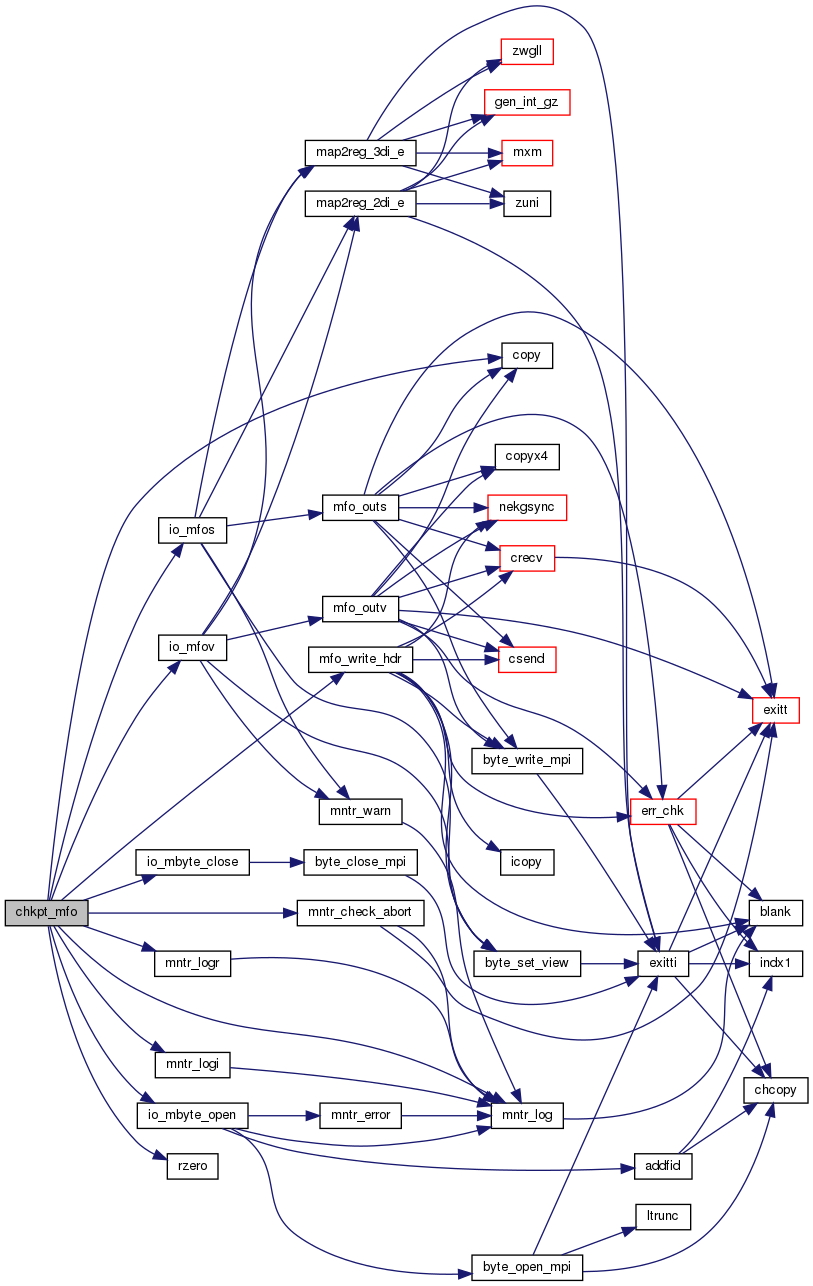 zwgll
gen_int_gz
map2reg_3di_e
mxm
map2reg_2di_e
zuni
copy
copyx4
mfo_outs
nekgsync
io_mfos
crecv
mfo_outv
io_mfov
mfo_write_hdr
csend
exitt
byte_write_mpi
mntr_warn
err_chk
io_mbyte_close
byte_close_mpi
icopy
chkpt_mfo
mntr_check_abort
blank
mntr_logr
byte_set_view
exitti
indx1
mntr_logi
chcopy
io_mbyte_open
mntr_error
mntr_log
rzero
addfid
ltrunc
byte_open_mpi